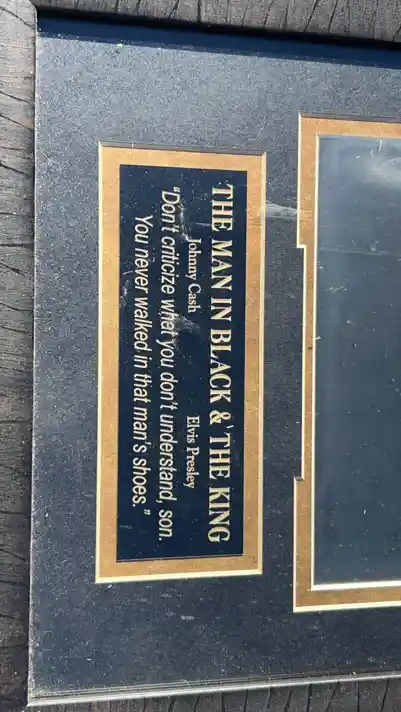 THE MAN IN BLACK & THE KING
Johnny Cash Elvis Presley
"Don't criticize what you don't understand, son.
You never walked in that man's shoes."